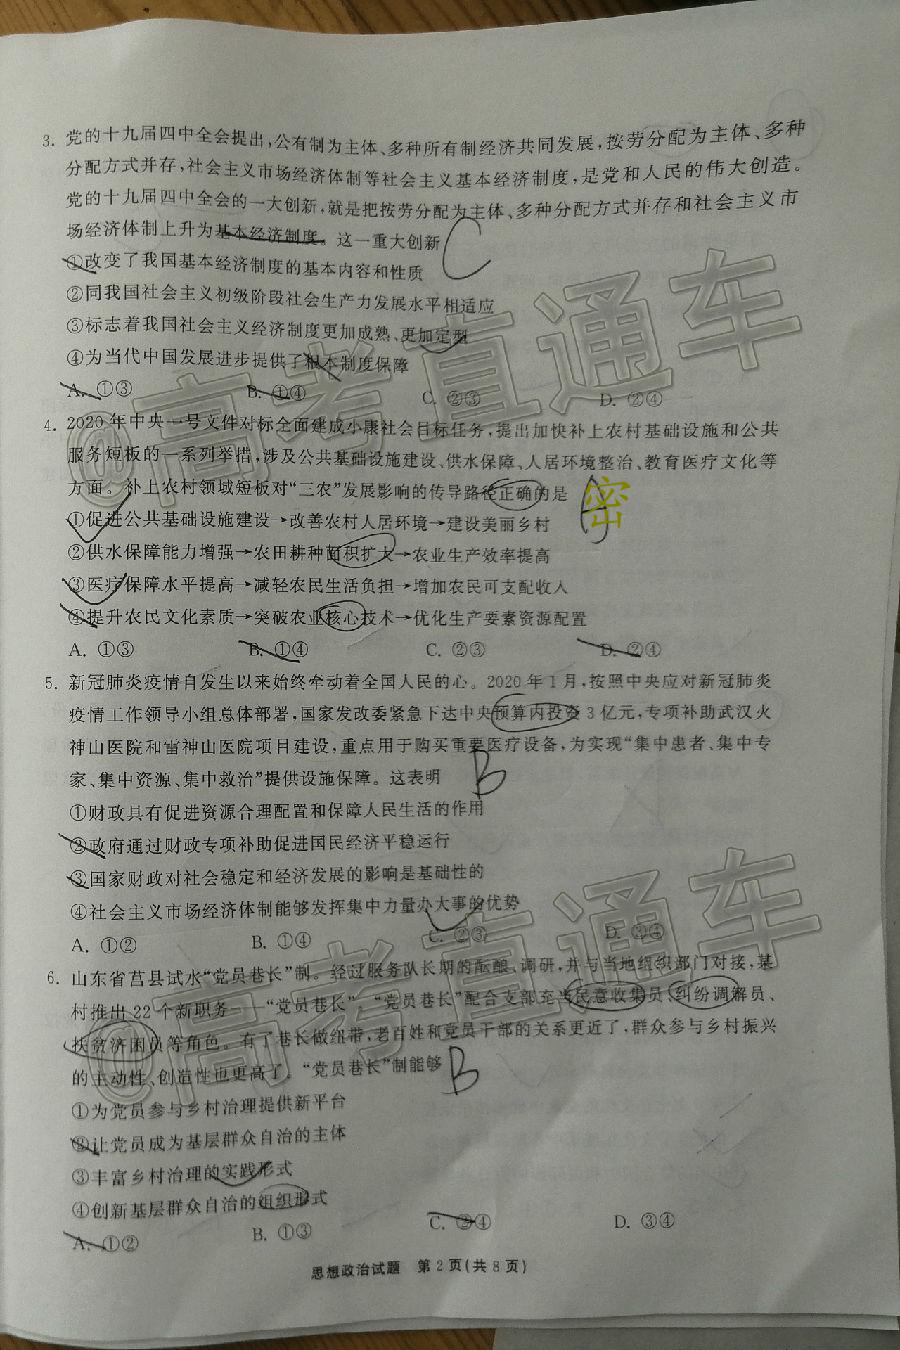 3. 党的十九届四中全会提出,公有制为主体、多种所有制经济共同发展,按劳分配为主体、多种
分配方式并存,社会主义市场经济体制等社会主义基本经济制度,是党和人民的伟大创造。
党的十九届四中全会的一大创新,就是把按劳分配为主体、多种分配方式并存和社会主义市
场经济体制上升为基本经济制度。这一重大创新
C
①改变了我国基本经济制度的基本内容和性质
②同我国社会主义初级阶段社会生产力发展水平相适应
③标志着我国社会主义经济制度更加成熟、更加定型
④为当代中国发展进步提供了根本制度保障
A. ①③ B. ①④ C. ②③ D. ②④
4. 2020年中央一号文件对标全面建成小康社会目标任务,提出加快补上农村基础设施和公共
服务短板的一系列举措,涉及公共基础设施建设、供水保障、人居环境整治、教育医疗文化等
方面。补上农村领域短板对“三农”发展影响的传导路径正确的是
A
密
①促进公共基础设施建设→改善农村人居环境→建设美丽乡村
②供水保障能力增强→农田耕种面积扩大→农业生产效率提高
③医疗保障水平提高→减轻农民生活负担→增加农民可支配收入
④提升农民文化素质→突破农业核心技术→优化生产要素资源配置
A. ①③ B. ①④ C. ②③ D. ②④
5. 新冠肺炎疫情自发生以来始终牵动着全国人民的心。2020年1月,按照中央应对新冠肺炎
疫情工作领导小组总体部署,国家发改委紧急下达中央预算内投资3亿元,专项补助武汉火
神山医院和雷神山医院项目建设,重点用于购买重要医疗设备,为实现“集中患者、集中专
家、集中资源、集中救治”提供设施保障。这表明
B
①财政具有促进资源合理配置和保障人民生活的作用
②政府通过财政专项补助促进国民经济平稳运行
③国家财政对社会稳定和经济发展的影响是基础性的
④社会主义市场经济体制能够发挥集中力量办大事的优势
A. ①② B. ①④ C. ②③ D. ③④
6. 山东省莒县试水“党员巷长”制。经过服务队长期的酝酿、调研,并与当地组织部门对接,某
村推出22个新职务——“党员巷长”,“党员巷长”配合支部充当民意收集员、纠纷调解员、
扶贫济困员等角色。有了巷长做纽带,老百姓和党员干部的关系更近了,群众参与乡村振兴
的主动性、创造性也更高了。“党员巷长”制能够
B
①为党员参与乡村治理提供新平台
②让党员成为基层群众自治的主体
③丰富乡村治理的实践形式
④创新基层群众自治的组织形式
A. ①② B. ①③ C. ②④ D. ③④
思想政治试题 第2页(共8页)
@高考直通车
@高考直通车